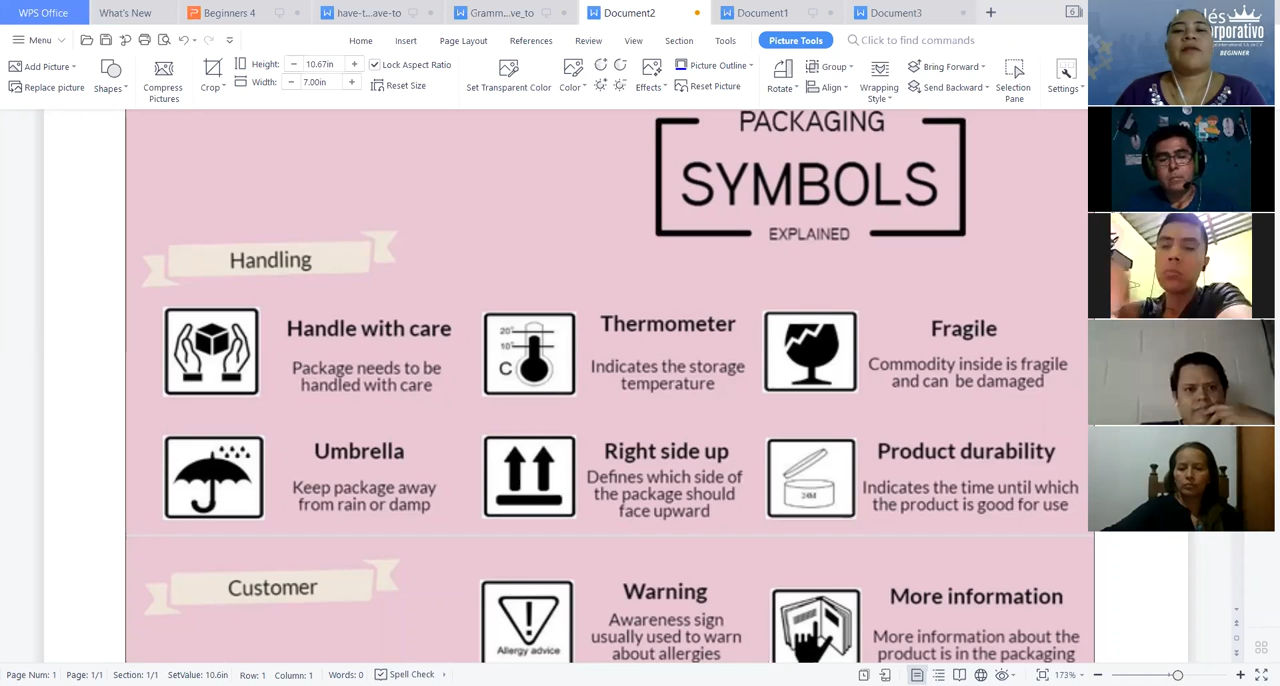 WPS Office
What's New
Beginners 4
have-t...ave-to
Gramm...ve_to
Document2
Document1
Document3
6
Menu
Home
Insert
Page Layout
References
Review
View
Section
Tools
Picture Tools
Click to find commands
Add Picture
Replace picture
Shapes
Compress Pictures
Crop
Height: 10.67in
Width: 7.00in
Lock Aspect Ratio
Reset Size
Set Transparent Color
Color
Effects
Picture Outline
Reset Picture
Rotate
Group
Align
Wrapping Style
Bring Forward
Send Backward
Selection Pane
Settings
BEGINNER
PACKAGING
SYMBOLS
EXPLAINED
Handling
Handle with care
Package needs to be
handled with care
20°
10°
C
Thermometer
Indicates the storage
temperature
Fragile
Commodity inside is fragile
and can be damaged
Umbrella
Keep package away
from rain or damp
Right side up
Defines which side of
the package should
face upward
24M
Product durability
Indicates the time until which
the product is good for use
Customer
Allergy advice
Warning
Awareness sign
usually used to warn
about allergies
More information
More information about the
product is in the packaging
Page Num: 1
Page: 1/1
Section: 1/1
SetValue: 10.6in
Row: 1
Column: 1
Words: 0
Spell Check
173%